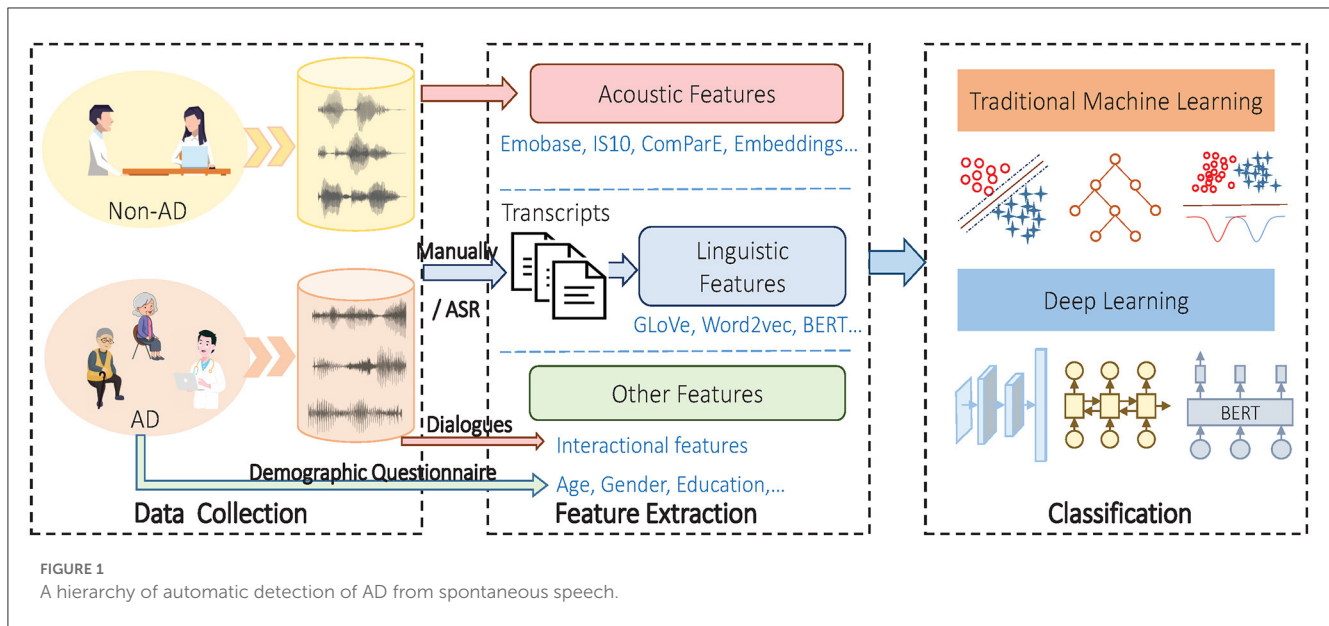 Non-AD
AD
Data Collection
Manually
/ ASR
Dialogues
Demographic Questionnaire
Acoustic Features
Emobase, IS10, ComParE, Embeddings...
Transcripts
Linguistic
Features
GLoVe, Word2vec, BERT...
Other Features
Interactional features
Age, Gender, Education,...
Feature Extraction
Traditional Machine Learning
Deep Learning
BERT
Classification
FIGURE 1
A hierarchy of automatic detection of AD from spontaneous speech.